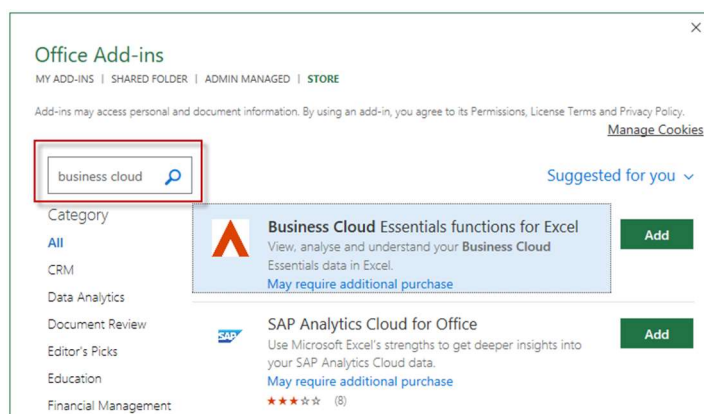 Office Add-ins
MY ADD-INS | SHARED FOLDER | ADMIN MANAGED | STORE
Add-ins may access personal and document information. By using an add-in, you agree to its Permissions, License Terms and Privacy Policy.
Manage Cookies
business cloud
Suggested for you
Category
All
CRM
Data Analytics
Document Review
Editor's Picks
Education
Financial Management
Business Cloud Essentials functions for Excel
View, analyse and understand your Business Cloud
Essentials data in Excel.
May require additional purchase
Add
SAP
SAP Analytics Cloud for Office
Use Microsoft Excel's strengths to get deeper insights into
your SAP Analytics Cloud data.
May require additional purchase
(8)
Add